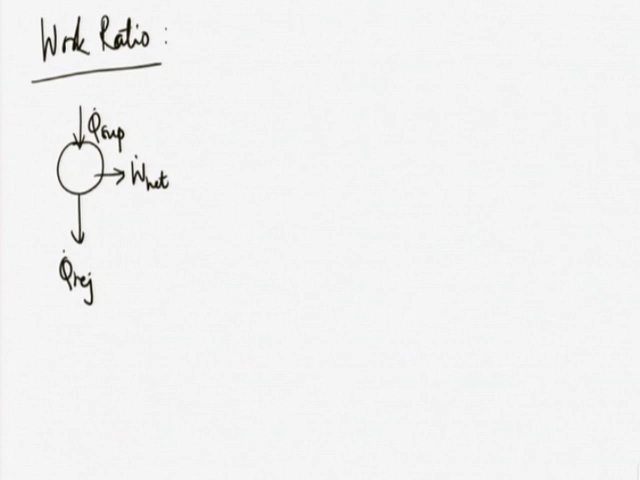 Work Ratio :
Q̇sup
Ẇnet
Q̇rej